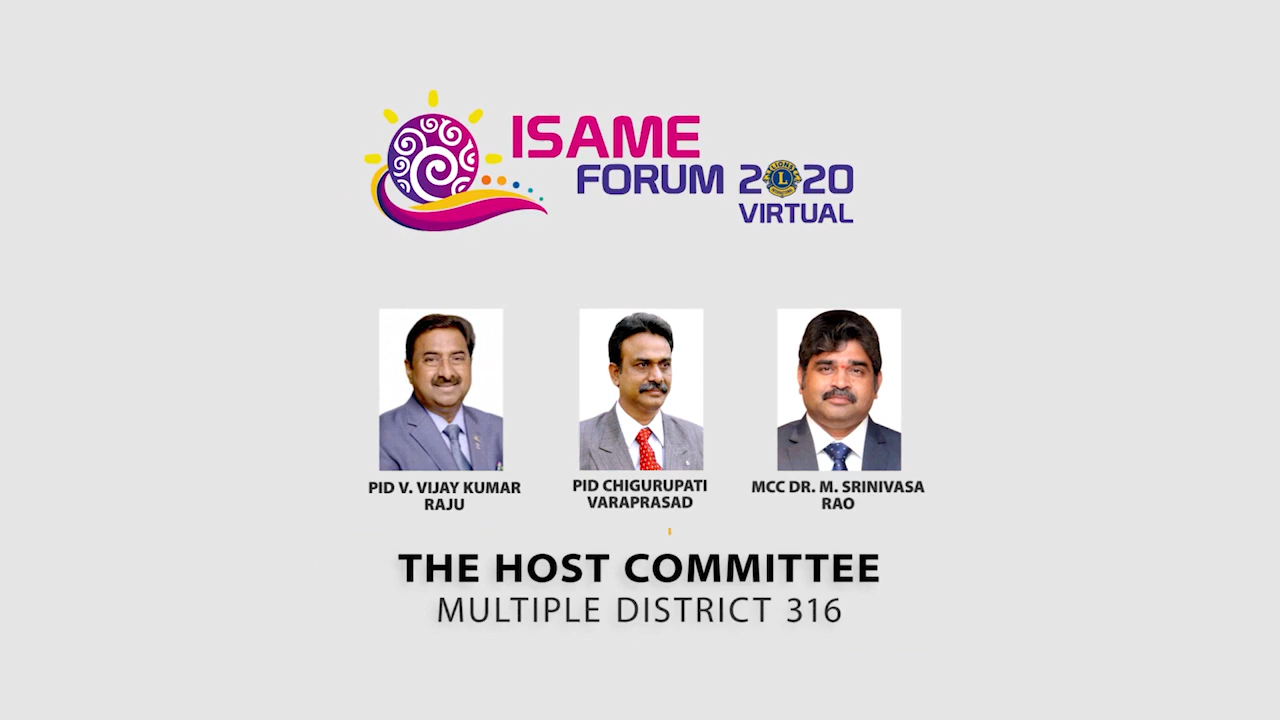 ISAME
FORUM 2020
VIRTUAL
PID V. VIJAY KUMAR
RAJU
PID CHIGURUPATI
VARAPRASAD
MCC DR. M. SRINIVASA
RAO
THE HOST COMMITTEE
MULTIPLE DISTRICT 316